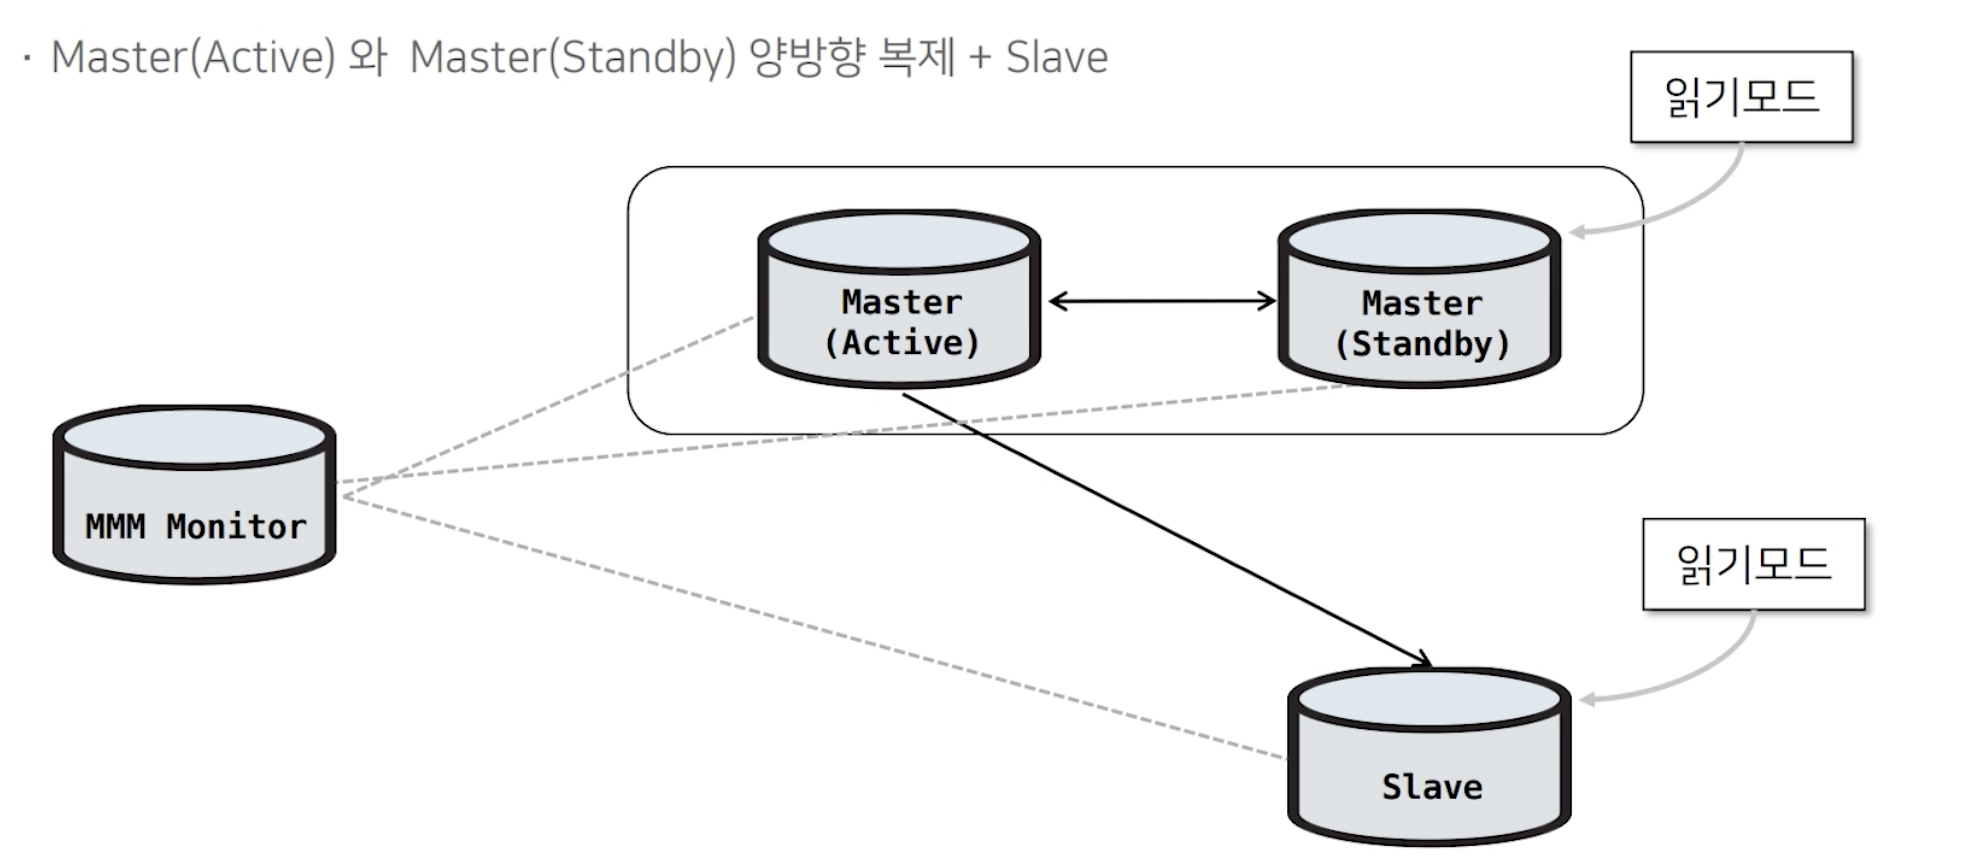 · Master(Active) 와  Master(Standby) 양방향 복제 + Slave
읽기모드
Master
(Active)
Master
(Standby)
MMM Monitor
읽기모드
Slave